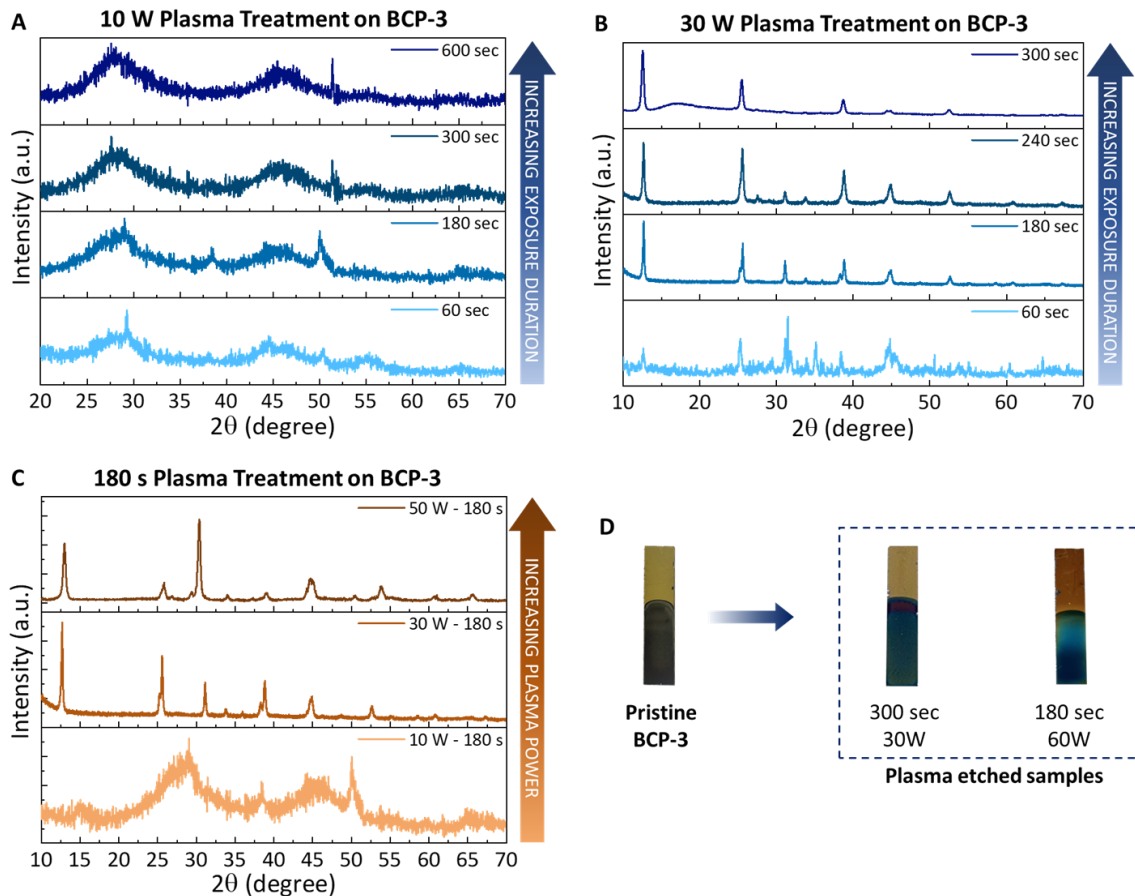 A
10 W Plasma Treatment on BCP-3
600 sec
300 sec
180 sec
60 sec
Intensity (a.u.)
20 25 30 35 40 45 50 55 60 65 70
2θ (degree)
INCREASING EXPOSURE DURATION
B
30 W Plasma Treatment on BCP-3
300 sec
240 sec
180 sec
60 sec
Intensity (a.u.)
10 20 30 40 50 60 70
2θ (degree)
INCREASING EXPOSURE DURATION
C
180 s Plasma Treatment on BCP-3
50 W - 180 s
30 W - 180 s
10 W - 180 s
Intensity (a.u.)
10 15 20 25 30 35 40 45 50 55 60 65 70
2θ (degree)
INCREASING PLASMA POWER
D
Pristine
BCP-3
300 sec
30W
180 sec
60W
Plasma etched samples